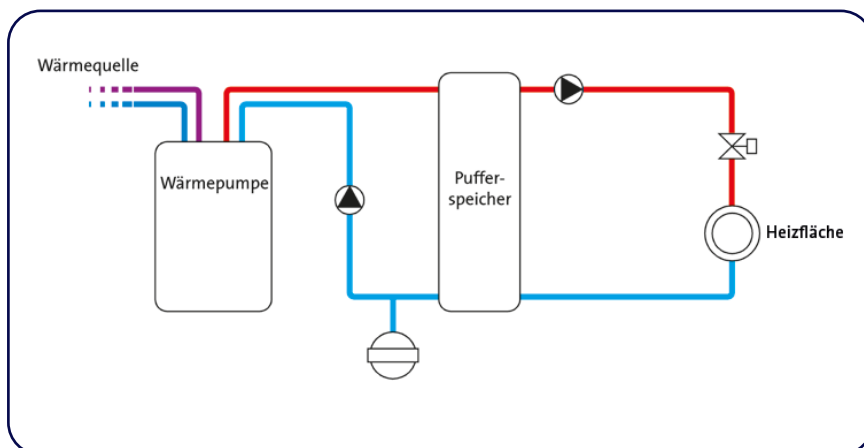 Wärmequelle
Wärmepumpe
Puffer-
speicher
Heizfläche